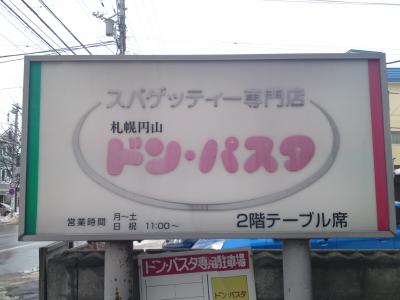 スパゲッティー専門店
札幌円山
ドン・パスタ
営業時間 月〜土
日 祝 11:00〜
2階テーブル席
ドン・パスタ専用駐車場
ドン・パスタ